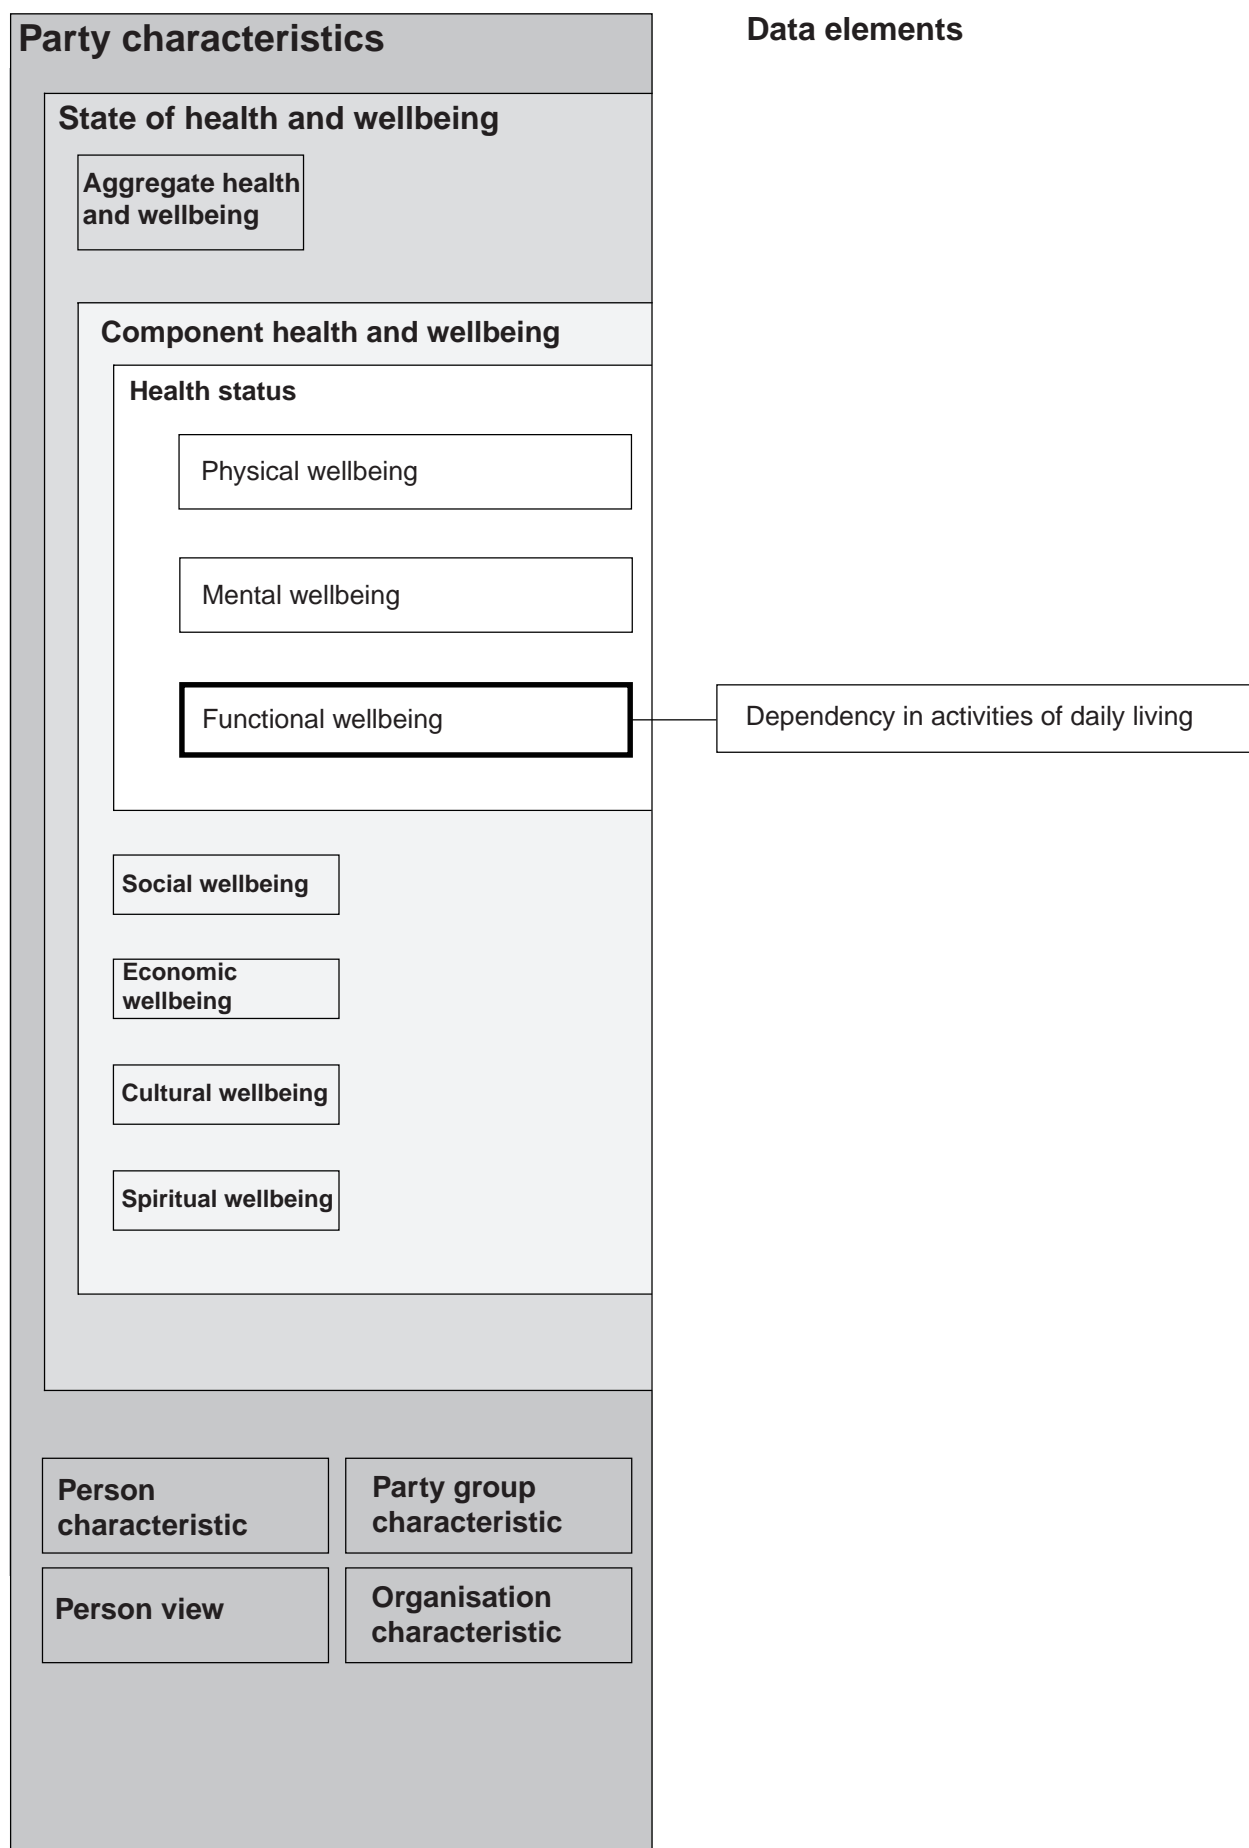 Party characteristics
Data elements
State of health and wellbeing
Aggregate health
and wellbeing
Component health and wellbeing
Health status
Physical wellbeing
Mental wellbeing
Functional wellbeing
Dependency in activities of daily living
Social wellbeing
Economic
wellbeing
Cultural wellbeing
Spiritual wellbeing
Person
characteristic
Party group
characteristic
Person view
Organisation
characteristic